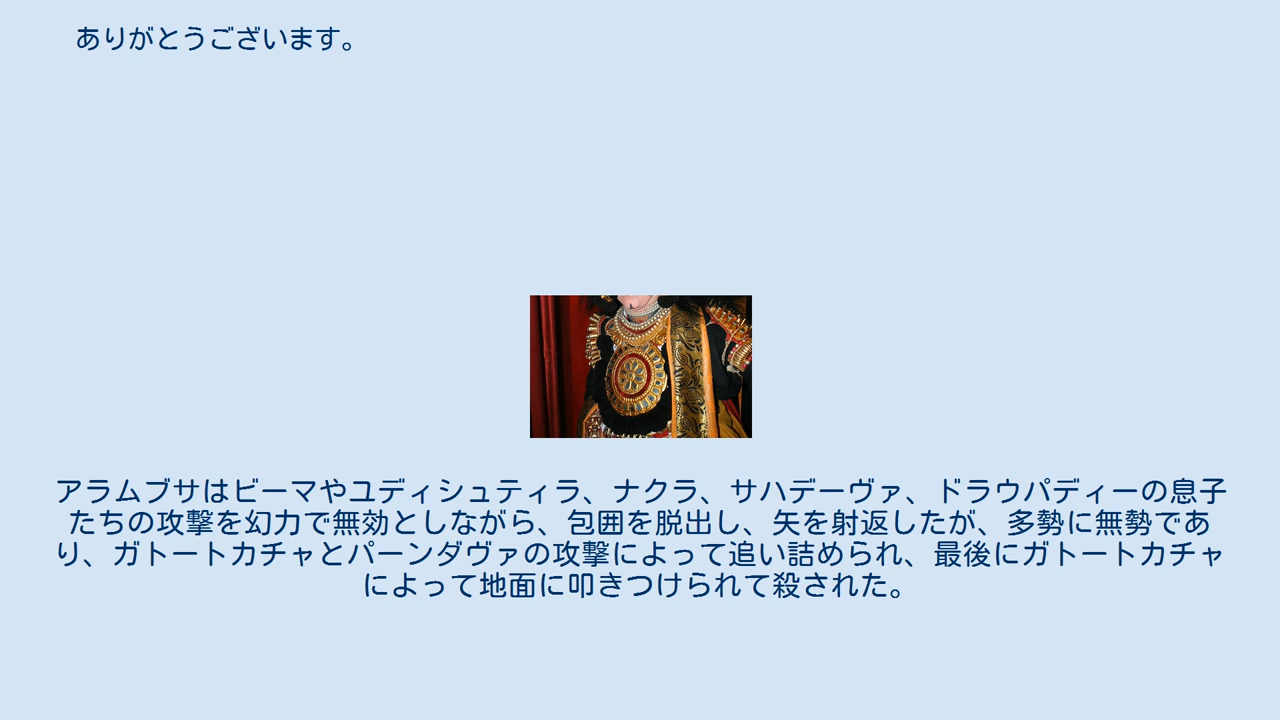 ありがとうございます。
アラムブサはビーマやユディシュティラ、ナクラ、サハデーヴァ、ドラウパディーの息子
たちの攻撃を幻力で無効としながら、包囲を脱出し、矢を射返したが、多勢に無勢であ
り、ガトートカチャとパーンダヴァの攻撃によって追い詰められ、最後にガトートカチャ
によって地面に叩きつけられて殺された。